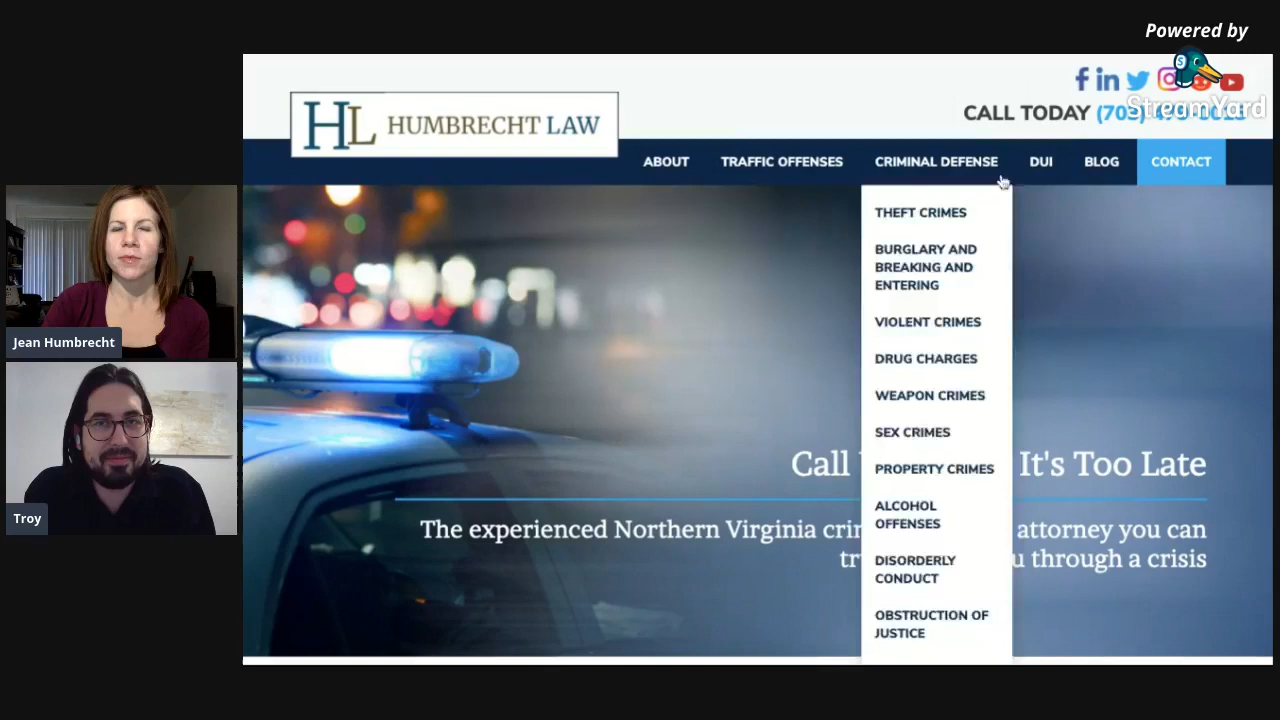 Powered by
StreamYard
HL HUMBRECHT LAW
CALL TODAY
ABOUT TRAFFIC OFFENSES CRIMINAL DEFENSE DUI BLOG CONTACT
THEFT CRIMES
BURGLARY AND
BREAKING AND
ENTERING
VIOLENT CRIMES
DRUG CHARGES
WEAPON CRIMES
SEX CRIMES
PROPERTY CRIMES
ALCOHOL
OFFENSES
DISORDERLY
CONDUCT
OBSTRUCTION OF
JUSTICE
Call It's Too Late
The experienced Northern Virginia attorney you can
through a crisis
Jean Humbrecht
Troy